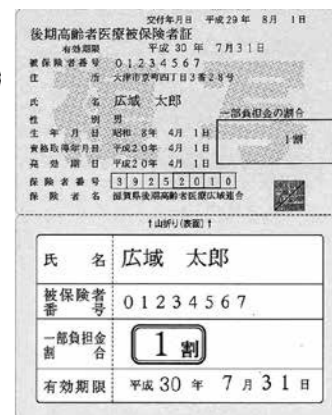 交付年月日 平成29年 8月 1日
後期高齢者医療被保険者証
有効期限 平成 30 年 7月31日
被保険者番号 01234567
住 所 大津市京町四丁目3番28号
氏 名 広域 太郎
性 別 男
一部負担金の割合
生年月日 昭和 8年 4月 1日
1割
資格取得年月日 平成20年 4月 1日
発効期日 平成20年 4月 1日
保険者番号 39252010
保険者名 滋賀県後期高齢者医療広域連合
↑山折り(表面)↑
氏 名 広域 太郎
被保険者番号 01234567
一部負担金割合 1割
有効期限 平成 30 年 7月31日